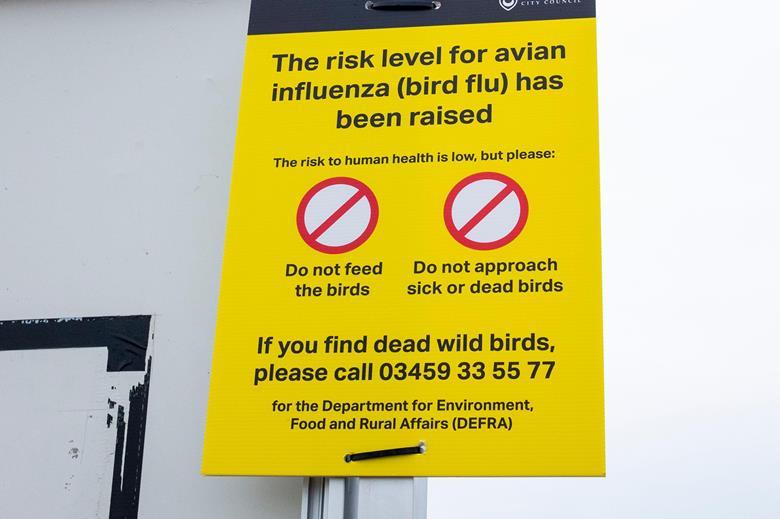 CITY COUNCIL
The risk level for avian
influenza (bird flu) has
been raised
The risk to human health is low, but please:
Do not feed
the birds
Do not approach
sick or dead birds
If you find dead wild birds,
please call 03459 33 55 77
for the Department for Environment,
Food and Rural Affairs (DEFRA)